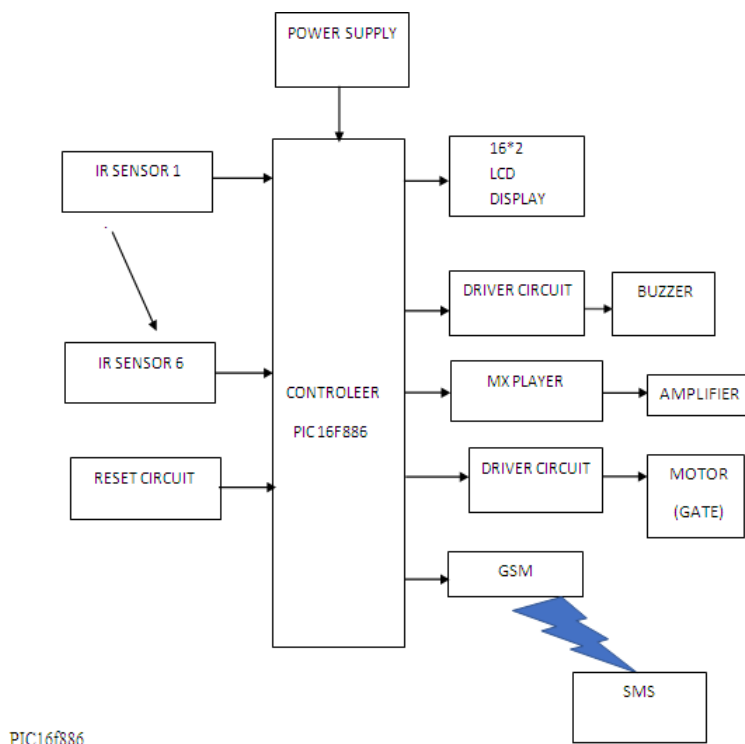 POWER SUPPLY
IR SENSOR 1
16*2
LCD
DISPLAY
DRIVER CIRCUIT
BUZZER
IR SENSOR 6
CONTROLEER
PIC 16F886
MX PLAYER
AMPLIFIER
RESET CIRCUIT
DRIVER CIRCUIT
MOTOR
(GATE)
GSM
SMS
PIC16f886